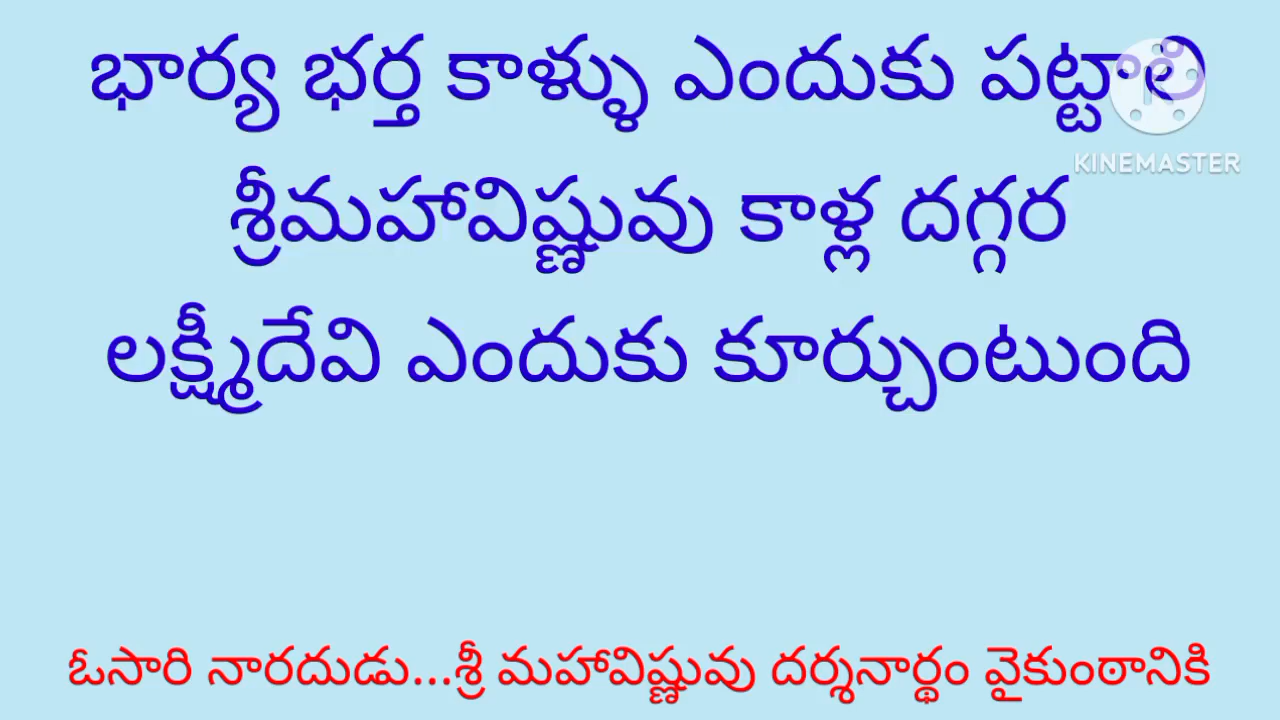 భార్య భర్త కాళ్ళు ఎందుకు పట్టాలి
KINEMASTER
శ్రీమహావిష్ణువు కాళ్ల దగ్గర
లక్ష్మీదేవి ఎందుకు కూర్చుంటుంది
ఓసారి నారదుడు...శ్రీ మహావిష్ణువు దర్శనార్థం వైకుంఠానికి